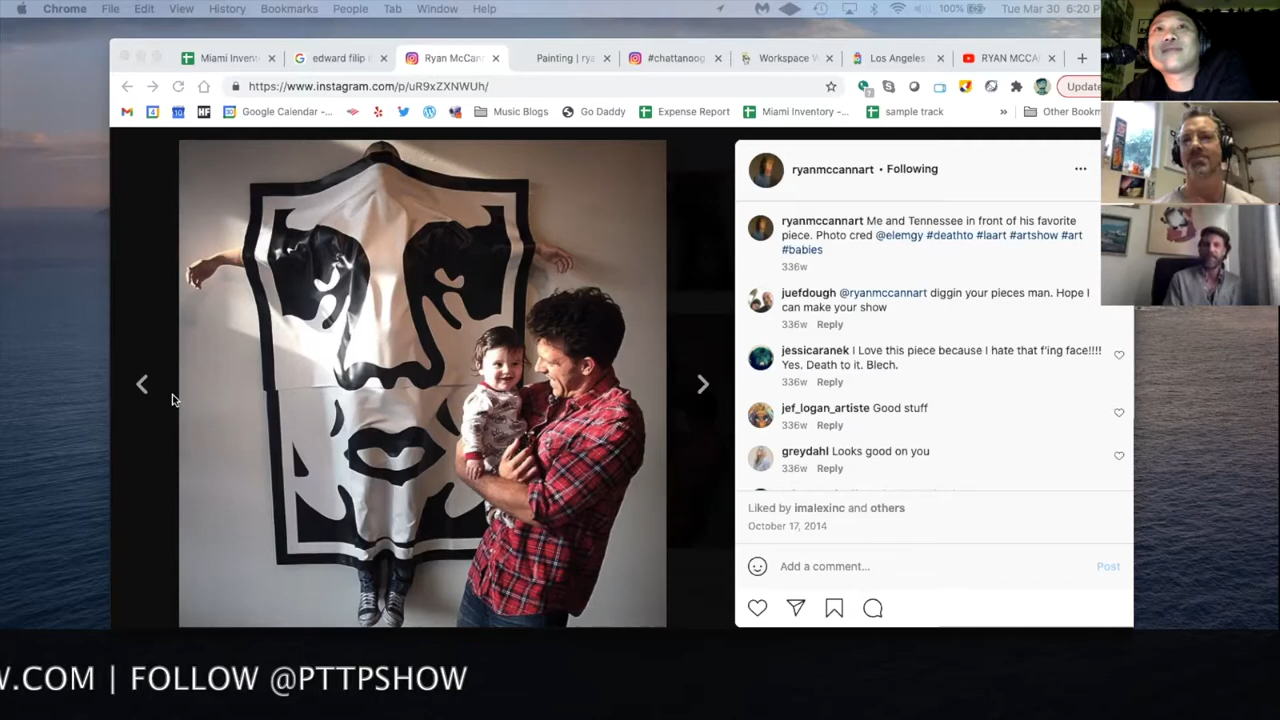 Chrome File Edit View History Bookmarks People Tab Window Help 100% Tue Mar 30 6:20 P
Miami Invent Ryan McCann Painting | rya #chattanoog Workspace Los Angeles RYAN MCCA
https://www.instagram.com/p/uR9xZXNWUh/ Update
Google Calendar -... HF Music Blogs Go Daddy Expense Report Miami Inventory -... sample track » Other Bookm
ryanmccannart • Following
ryanmccannart Me and Tennessee in front of his favorite
piece. Photo cred @elemgy #deathto #laart #artshow #art
#babies
336w
juefdough @ryanmccannart diggin your pieces man. Hope I
can make your show
336w Reply
jessicaranek I Love this piece because I hate that f'ing face!!!!
Yes. Death to it. Blech.
336w Reply
jef_logan_artiste Good stuff
336w Reply
greydahl Looks good on you
336w Reply
Liked by imalexinc and others
October 17, 2014
Add a comment... Post
W.COM | FOLLOW @PTTPSHOW